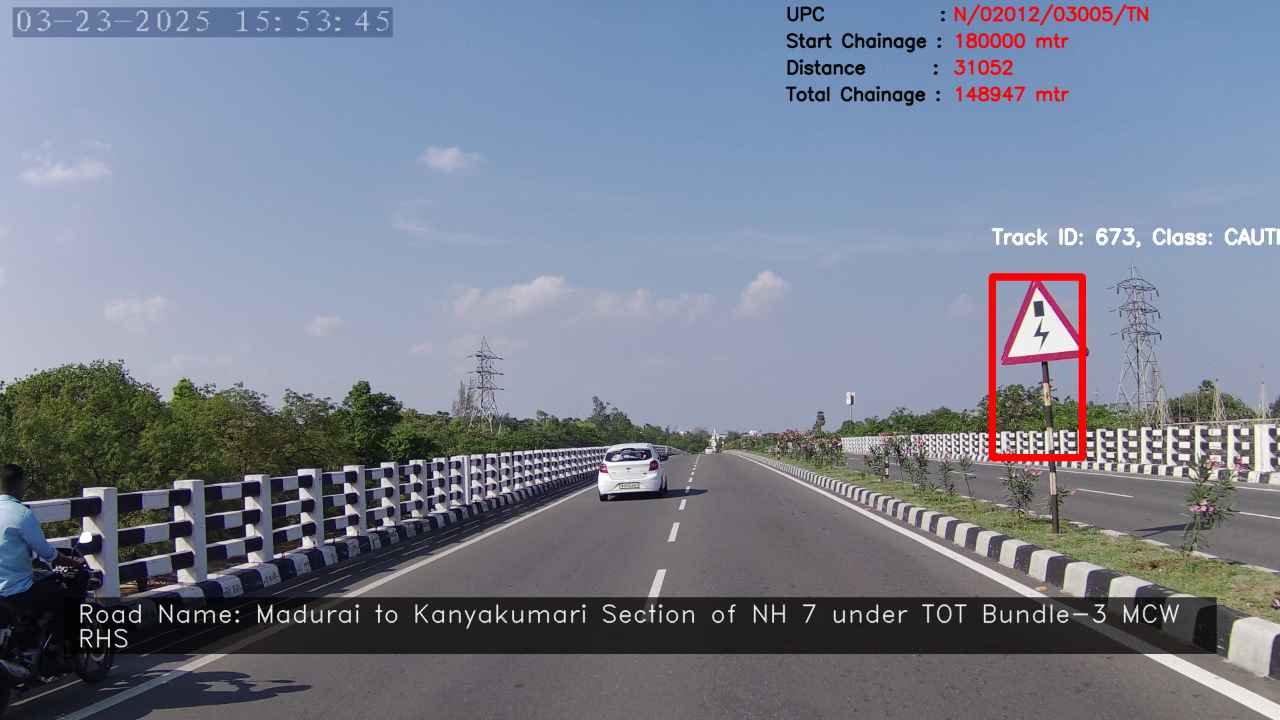 03-23-2025 15:53:45
UPC : N/02012/03005/TN
Start Chainage : 180000 mtr
Distance : 31052
Total Chainage : 148947 mtr
Track ID: 673, Class: CAUTI
Road Name: Madurai to Kanyakumari Section of NH 7 under TOT Bundle-3 MCW
RHS